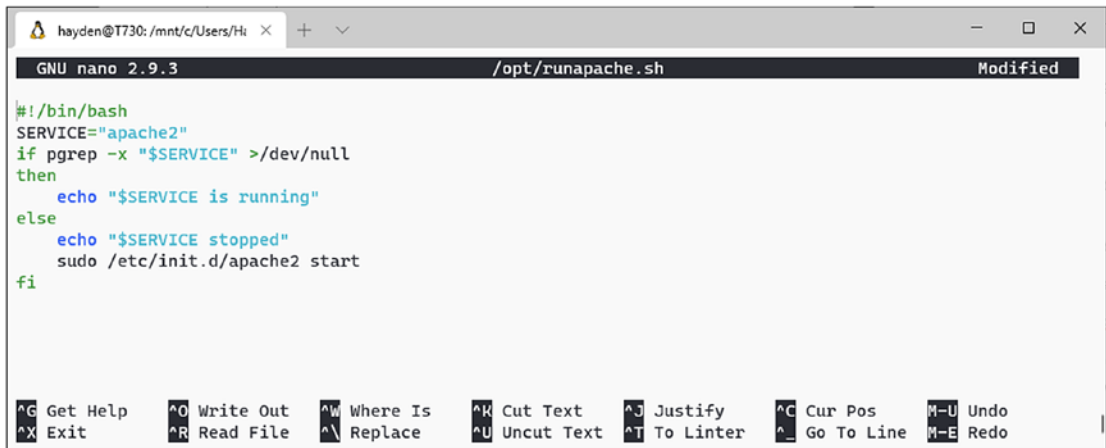 hayden@T730: /mnt/c/Users/Ha
GNU nano 2.9.3 /opt/runapache.sh Modified
#!/bin/bash
SERVICE="apache2"
if pgrep -x "$SERVICE" >/dev/null
then
    echo "$SERVICE is running"
else
    echo "$SERVICE stopped"
    sudo /etc/init.d/apache2 start
fi
^G Get Help ^O Write Out ^W Where Is ^K Cut Text ^J Justify ^C Cur Pos M-U Undo
^X Exit ^R Read File ^\ Replace ^U Uncut Text ^T To Linter ^_ Go To Line M-E Redo